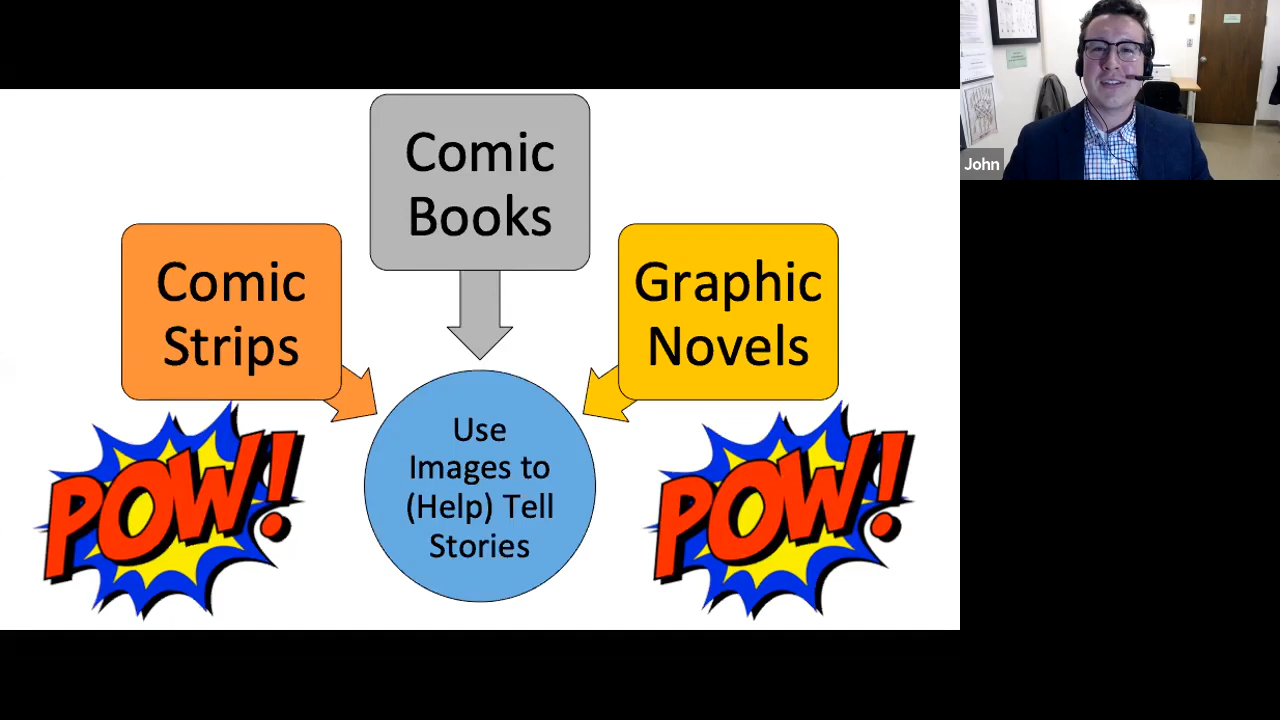 Comic
Books
Comic
Strips
Graphic
Novels
Use
Images to
(Help) Tell
Stories
POW!
POW!
John